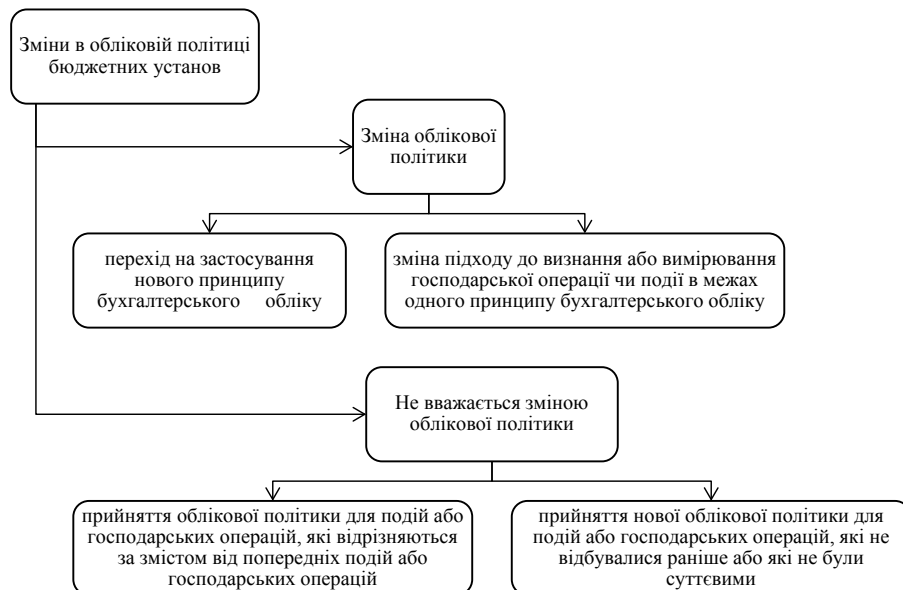 Зміни в обліковій політиці
бюджетних установ
Зміна облікової
політики
перехід на застосування
нового принципу
бухгалтерського обліку
зміна підходу до визнання або вимірювання
господарської операції чи події в межах
одного принципу бухгалтерського обліку
Не вважається зміною
облікової політики
прийняття облікової політики для подій або
господарських операцій, які відрізняються
за змістом від попередніх подій або
господарських операцій
прийняття нової облікової політики для
подій або господарських операцій, які не
відбувалися раніше або які не були
суттєвими